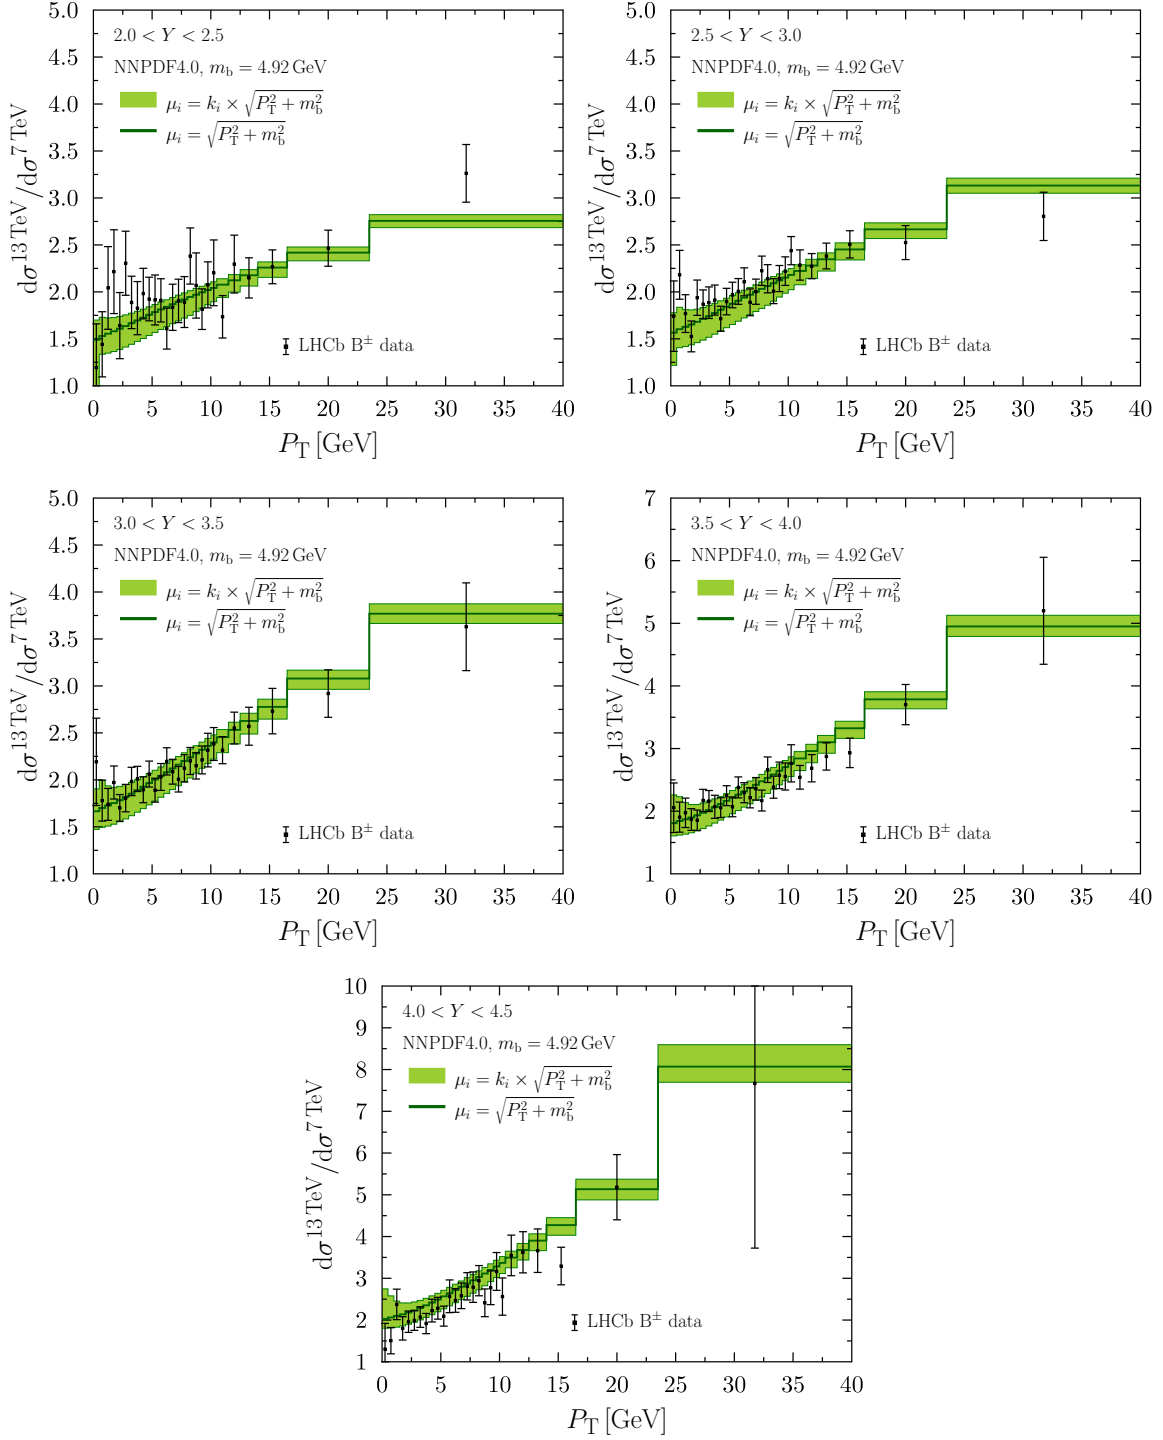 2.0 < Y < 2.5
NNPDF4.0, m_b = 4.92 GeV
μ_i = k_i × √(P_T^2 + m_b^2)
μ_i = √(P_T^2 + m_b^2)
LHCb B^± data
dσ^{13 TeV}/dσ^{7 TeV}
5.0
4.5
4.0
3.5
3.0
2.5
2.0
1.5
1.0
0 5 10 15 20 25 30 35 40
P_T [GeV]
2.5 < Y < 3.0
NNPDF4.0, m_b = 4.92 GeV
μ_i = k_i × √(P_T^2 + m_b^2)
μ_i = √(P_T^2 + m_b^2)
LHCb B^± data
dσ^{13 TeV}/dσ^{7 TeV}
5.0
4.5
4.0
3.5
3.0
2.5
2.0
1.5
1.0
0 5 10 15 20 25 30 35 40
P_T [GeV]
3.0 < Y < 3.5
NNPDF4.0, m_b = 4.92 GeV
μ_i = k_i × √(P_T^2 + m_b^2)
μ_i = √(P_T^2 + m_b^2)
LHCb B^± data
dσ^{13 TeV}/dσ^{7 TeV}
5.0
4.5
4.0
3.5
3.0
2.5
2.0
1.5
1.0
0 5 10 15 20 25 30 35 40
P_T [GeV]
3.5 < Y < 4.0
NNPDF4.0, m_b = 4.92 GeV
μ_i = k_i × √(P_T^2 + m_b^2)
μ_i = √(P_T^2 + m_b^2)
LHCb B^± data
dσ^{13 TeV}/dσ^{7 TeV}
7
6
5
4
3
2
1
0 5 10 15 20 25 30 35 40
P_T [GeV]
4.0 < Y < 4.5
NNPDF4.0, m_b = 4.92 GeV
μ_i = k_i × √(P_T^2 + m_b^2)
μ_i = √(P_T^2 + m_b^2)
LHCb B^± data
dσ^{13 TeV}/dσ^{7 TeV}
10
9
8
7
6
5
4
3
2
1
0 5 10 15 20 25 30 35 40
P_T [GeV]